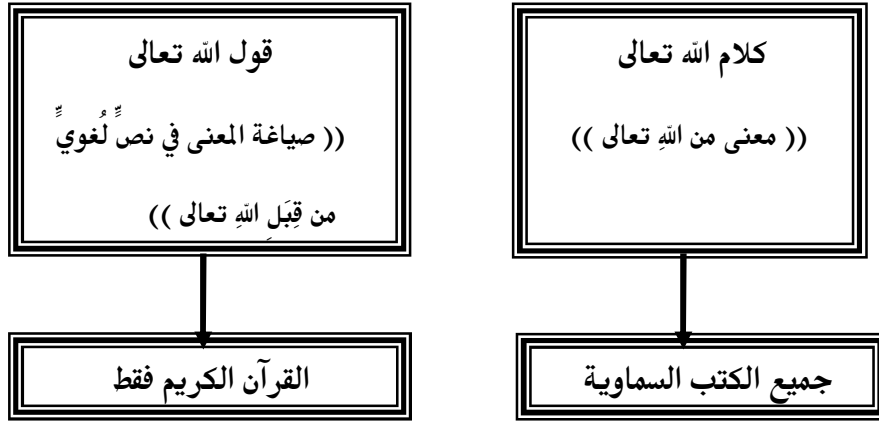 كلام الله تعالى
(( معنى من اللهِ تعالى ))
جميع الكتب السماوية
قول الله تعالى
(( صياغة المعنى في نصٍّ لُغويٍّ
من قِبَلِ اللهِ تعالى ))
القرآن الكريم فقط